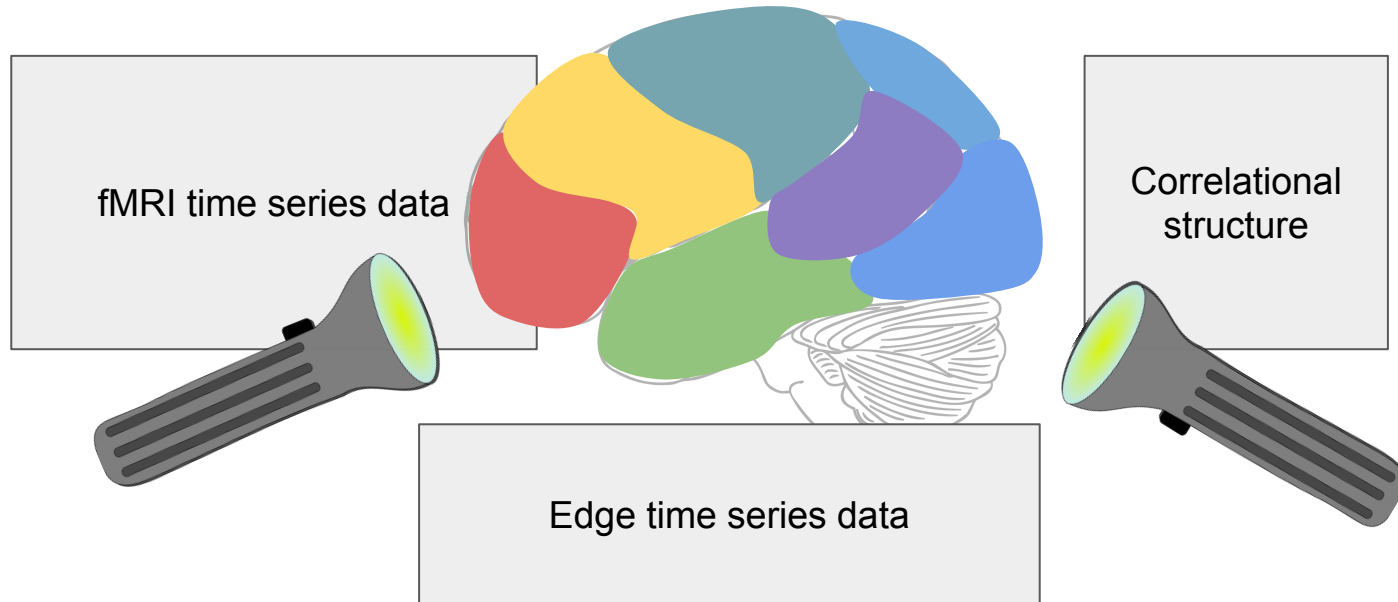 fMRI time series data
Correlational
structure
Edge time series data